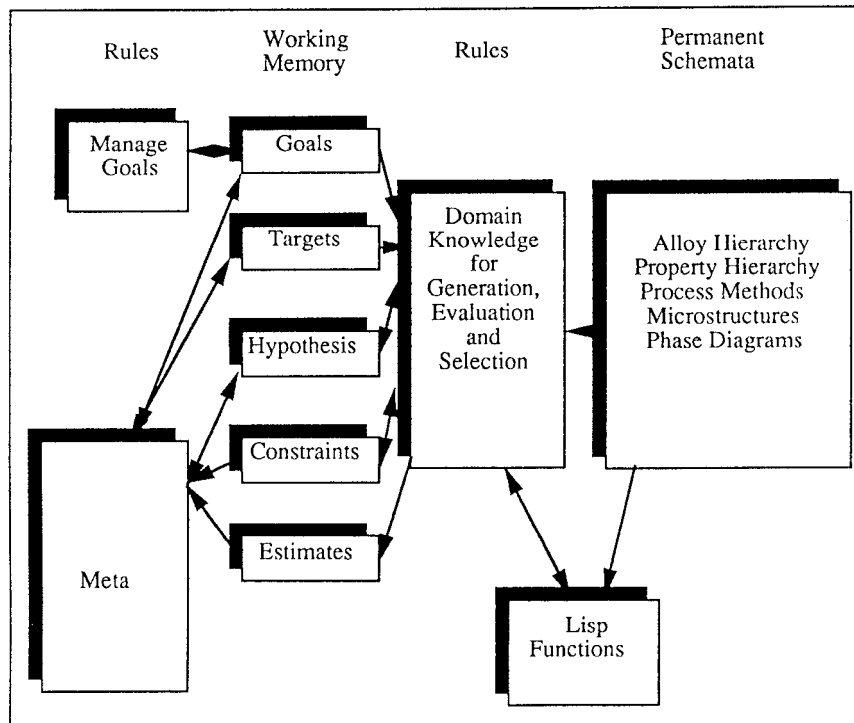 Rules
Working
Memory
Rules
Permanent
Schemata
Manage
Goals
Goals
Targets
Hypothesis
Constraints
Estimates
Meta
Domain
Knowledge
for
Generation,
Evaluation
and
Selection
Alloy Hierarchy
Property Hierarchy
Process Methods
Microstructures
Phase Diagrams
Lisp
Functions